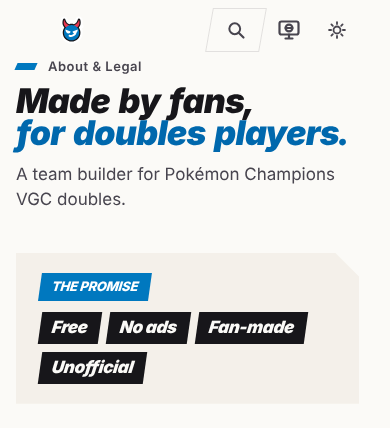 About & Legal
Made by fans,
for doubles players.
A team builder for Pokémon Champions
VGC doubles.
THE PROMISE
Free No ads Fan-made
Unofficial